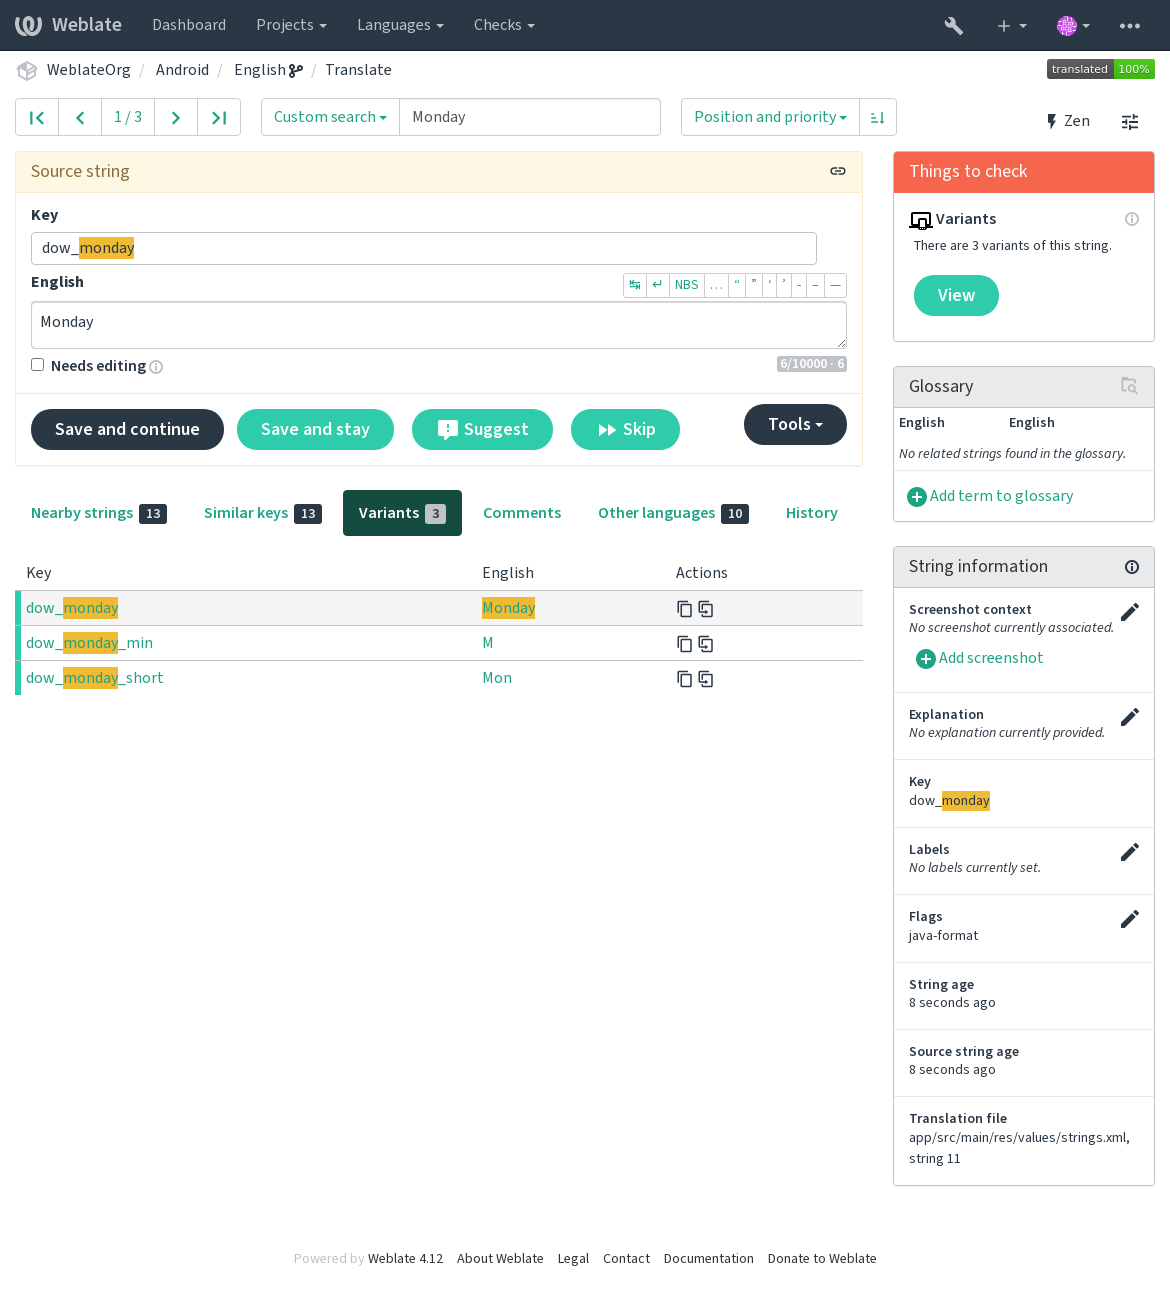 Weblate Dashboard Projects Languages Checks
WeblateOrg / Android / English / Translate translated 100%
1 / 3 Custom search Monday Position and priority Zen
Source string
Key
dow_monday
English ↹ ↵ NBS … “ ” ‘ ’ - – —
Monday
Needs editing 6/10000 · 6
Save and continue Save and stay Suggest Skip Tools
Nearby strings 13 Similar keys 13 Variants 3 Comments Other languages 10 History
Key English Actions
dow_monday Monday
dow_monday_min M
dow_monday_short Mon
Things to check
Variants
There are 3 variants of this string.
View
Glossary
English English
No related strings found in the glossary.
Add term to glossary
String information
Screenshot context
No screenshot currently associated.
Add screenshot
Explanation
No explanation currently provided.
Key
dow_monday
Labels
No labels currently set.
Flags
java-format
String age
8 seconds ago
Source string age
8 seconds ago
Translation file
app/src/main/res/values/strings.xml,
string 11
Powered by Weblate 4.12 About Weblate Legal Contact Documentation Donate to Weblate